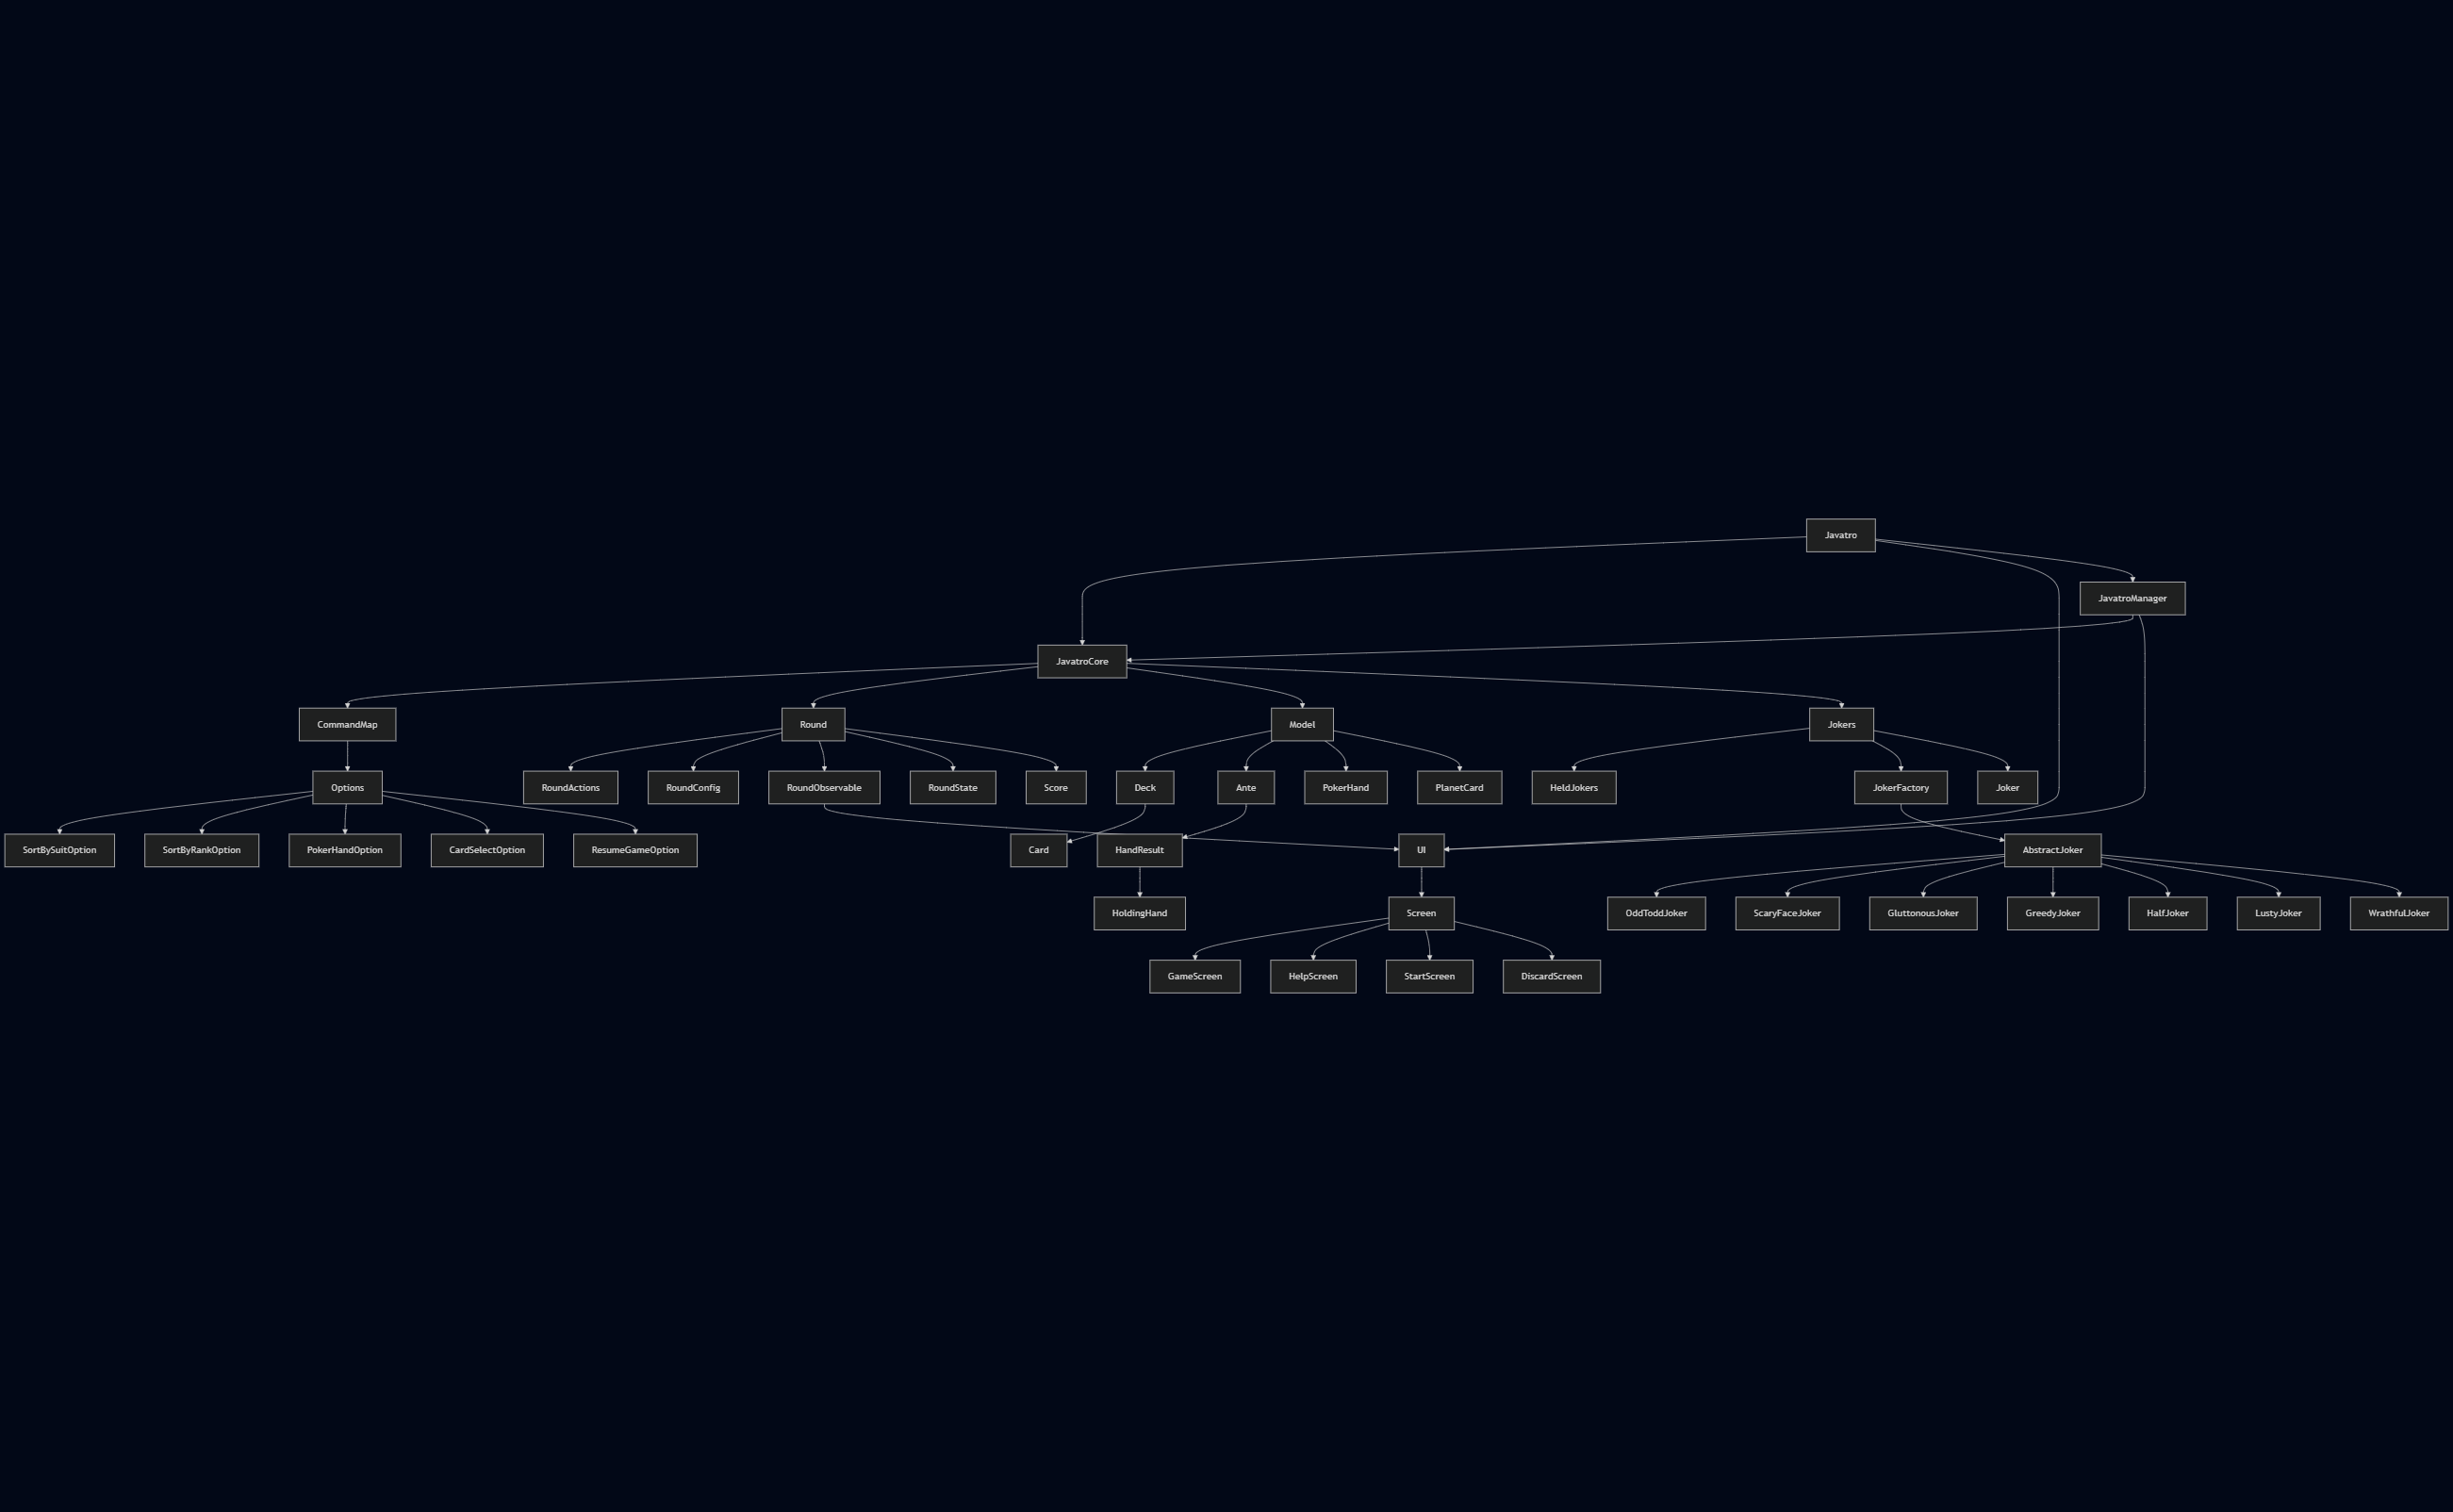 Javatro
JavatroManager
JavatroCore
CommandMap
Round
Model
Jokers
Options
RoundActions
RoundConfig
RoundObservable
RoundState
Score
Deck
Ante
PokerHand
PlanetCard
HeldJokers
JokerFactory
Joker
SortBySuitOption
SortByRankOption
PokerHandOption
CardSelectOption
ResumeGameOption
Card
HandResult
UI
AbstractJoker
HoldingHand
Screen
OddToddJoker
ScaryFaceJoker
GluttonousJoker
GreedyJoker
HalfJoker
LustyJoker
WrathfulJoker
GameScreen
HelpScreen
StartScreen
DiscardScreen